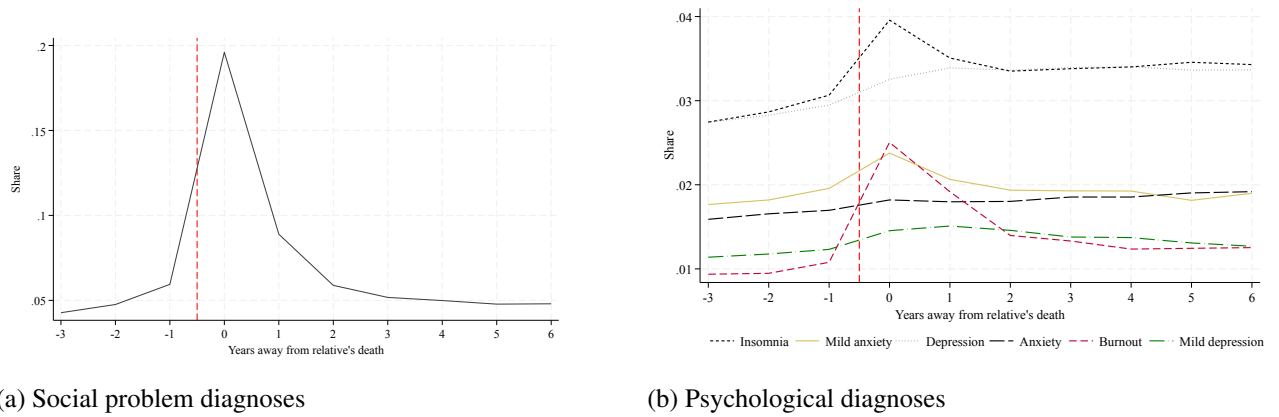 .2
.15
.1
.05
Share
-3 -2 -1 0 1 2 3 4 5 6
Years away from relative's death
(a) Social problem diagnoses
.04
.03
.02
.01
Share
-3 -2 -1 0 1 2 3 4 5 6
Years away from relative's death
Insomnia Mild anxiety Depression Anxiety Burnout Mild depression
(b) Psychological diagnoses